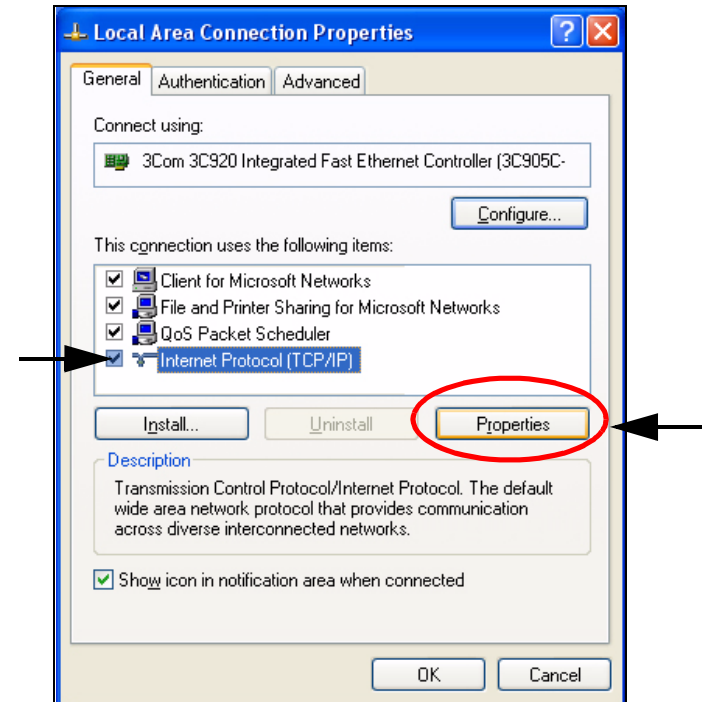 Local Area Connection Properties
General Authentication Advanced
Connect using:
3Com 3C920 Integrated Fast Ethernet Controller (3C905C-
Configure...
This connection uses the following items:
Client for Microsoft Networks
File and Printer Sharing for Microsoft Networks
QoS Packet Scheduler
Internet Protocol (TCP/IP)
Install... Uninstall Properties
Description
Transmission Control Protocol/Internet Protocol. The default
wide area network protocol that provides communication
across diverse interconnected networks.
Show icon in notification area when connected
OK Cancel